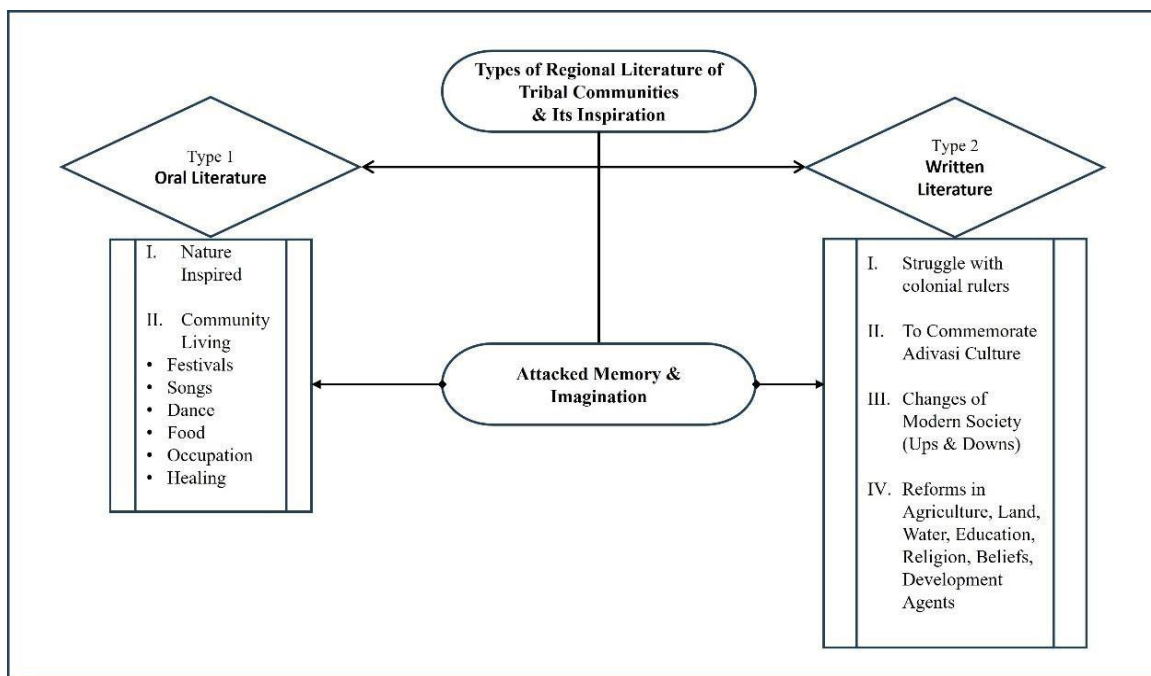 Types of Regional Literature of
Tribal Communities
& Its Inspiration
Type 1
Oral Literature
Type 2
Written
Literature
I. Nature
Inspired
II. Community
Living
• Festivals
• Songs
• Dance
• Food
• Occupation
• Healing
Attacked Memory &
Imagination
I. Struggle with
colonial rulers
II. To Commemorate
Adivasi Culture
III. Changes of
Modern Society
(Ups & Downs)
IV. Reforms in
Agriculture, Land,
Water, Education,
Religion, Beliefs,
Development
Agents